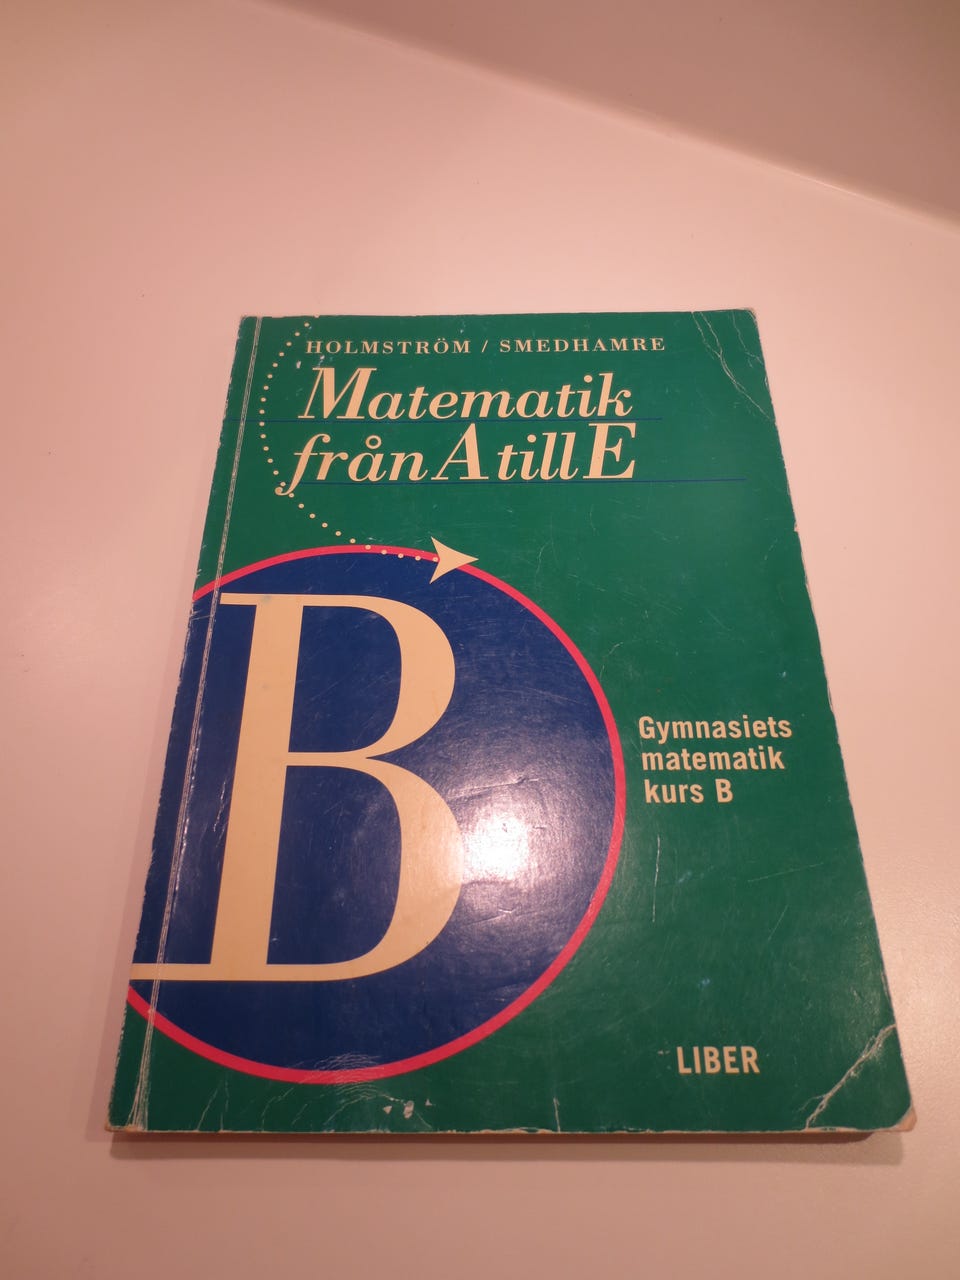 HOLMSTRÖM / SMEDHAMRE
Matematik
från A till E
B
Gymnasiets
matematik
kurs B
LIBER